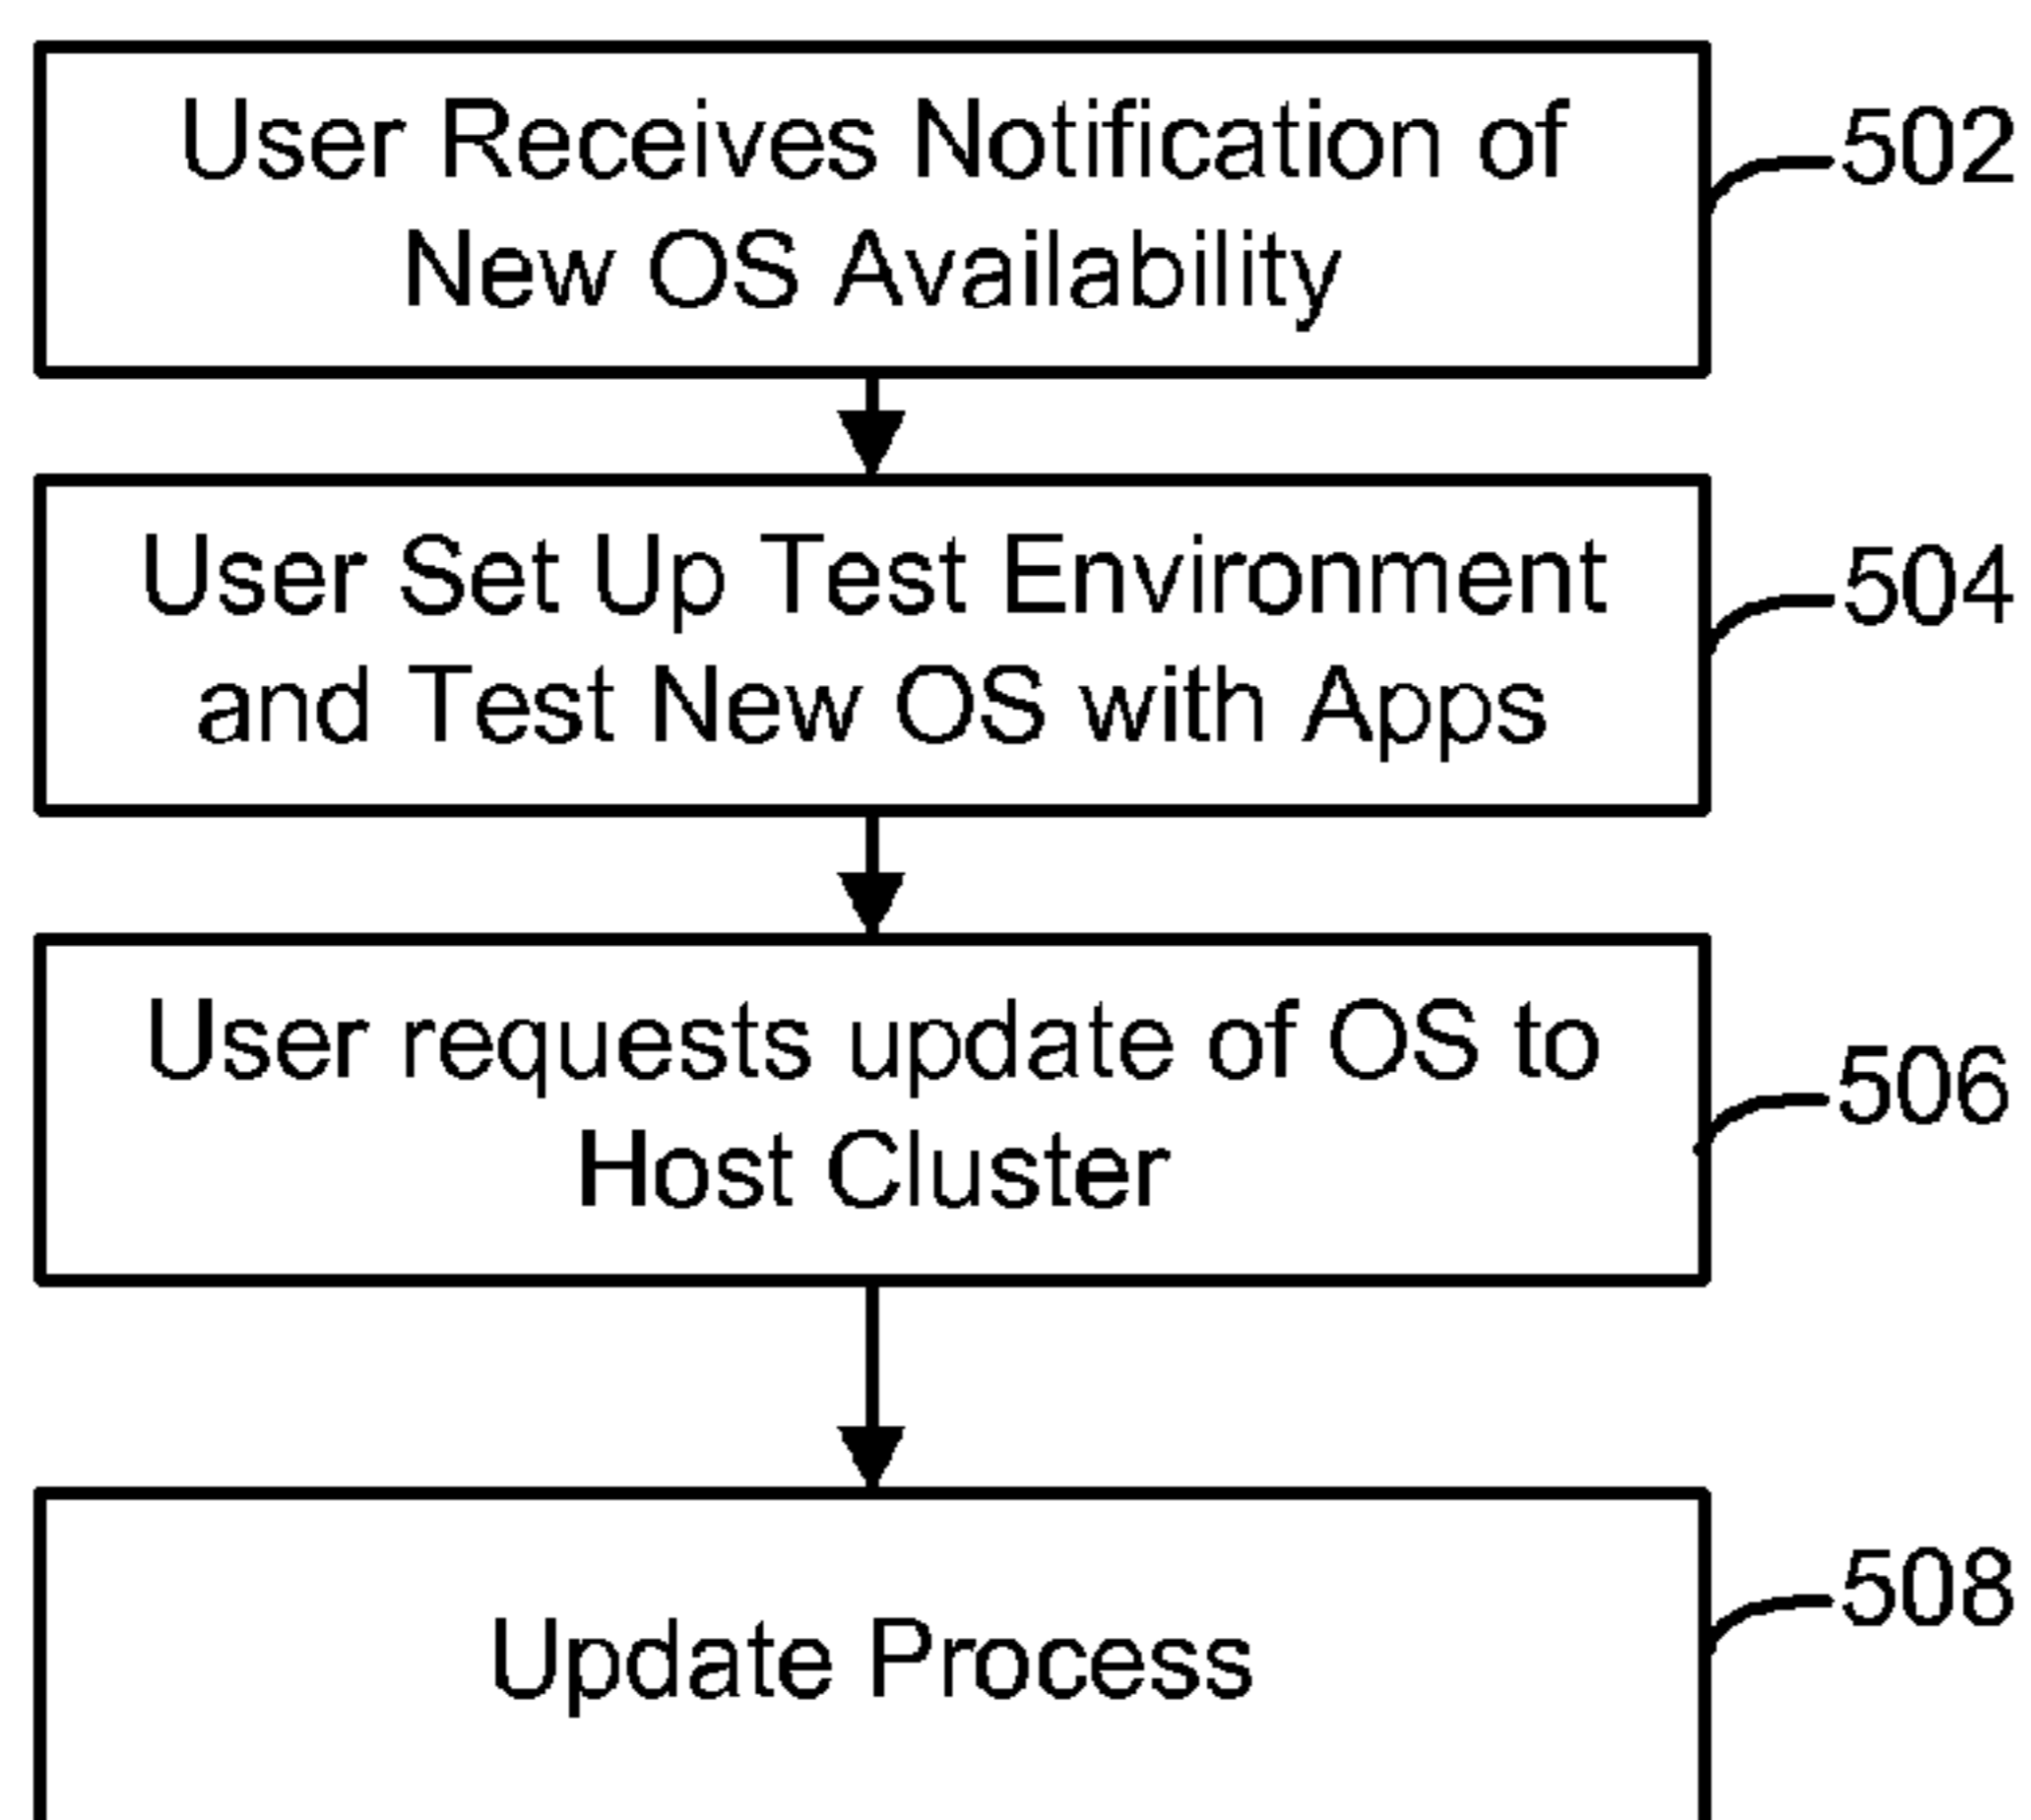 User Receives Notification of
New OS Availability
502
User Set Up Test Environment
and Test New OS with Apps
504
User requests update of OS to
Host Cluster
506
Update Process
508